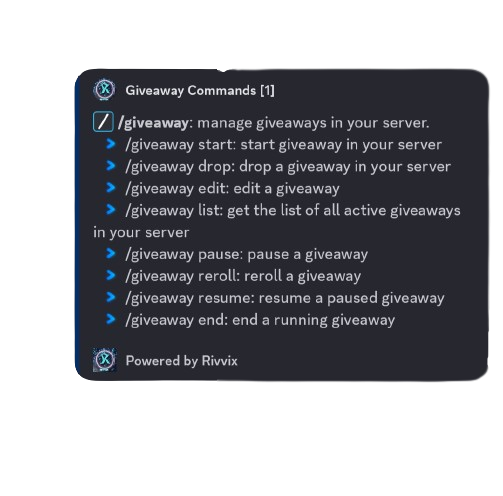 Giveaway Commands [1]
/ /giveaway: manage giveaways in your server.
/giveaway start: start giveaway in your server
/giveaway drop: drop a giveaway in your server
/giveaway edit: edit a giveaway
/giveaway list: get the list of all active giveaways
in your server
/giveaway pause: pause a giveaway
/giveaway reroll: reroll a giveaway
/giveaway resume: resume a paused giveaway
/giveaway end: end a running giveaway
Powered by Rivvix